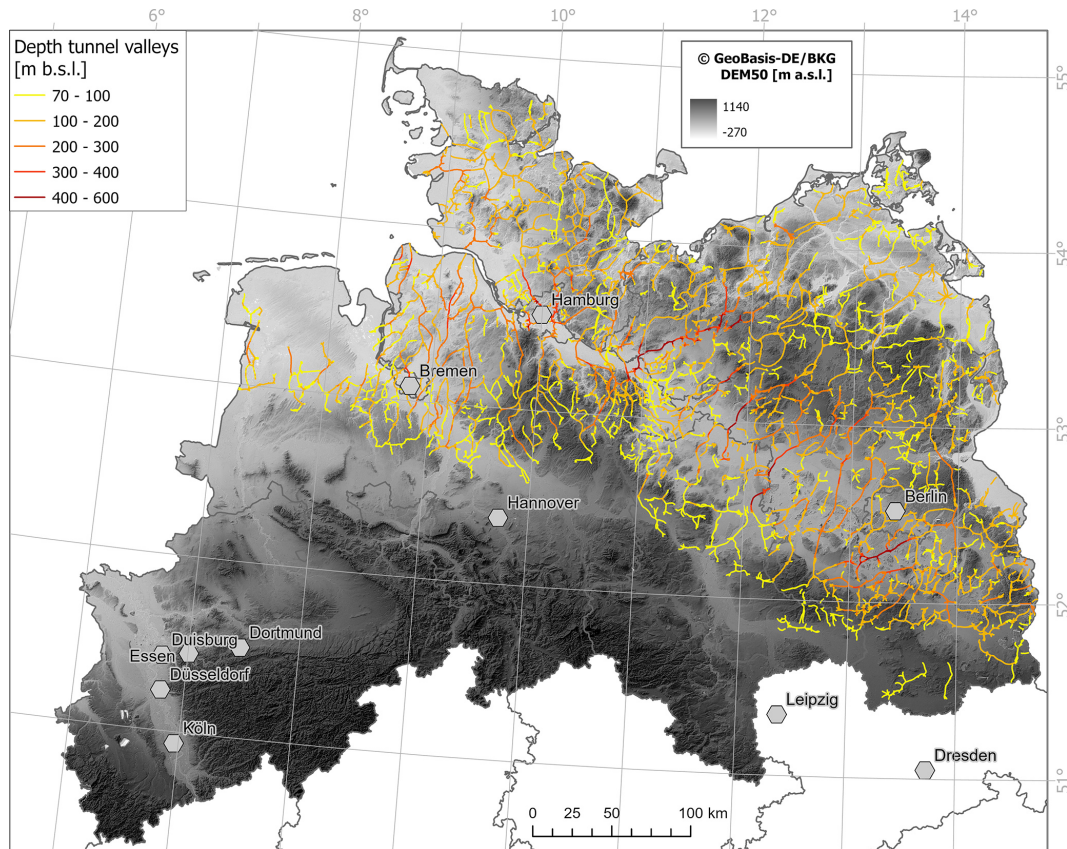 6°
8°
10°
12°
14°
Depth tunnel valleys
[m b.s.l.]
70 - 100
100 - 200
200 - 300
300 - 400
400 - 600
© GeoBasis-DE/BKG
DEM50 [m a.s.l.]
1140
-270
55°
54°
Hamburg
Bremen
53°
Hannover
Berlin
52°
Duisburg
Dortmund
Essen
Düsseldorf
Leipzig
Köln
Dresden
51°
0 25 50 100 km